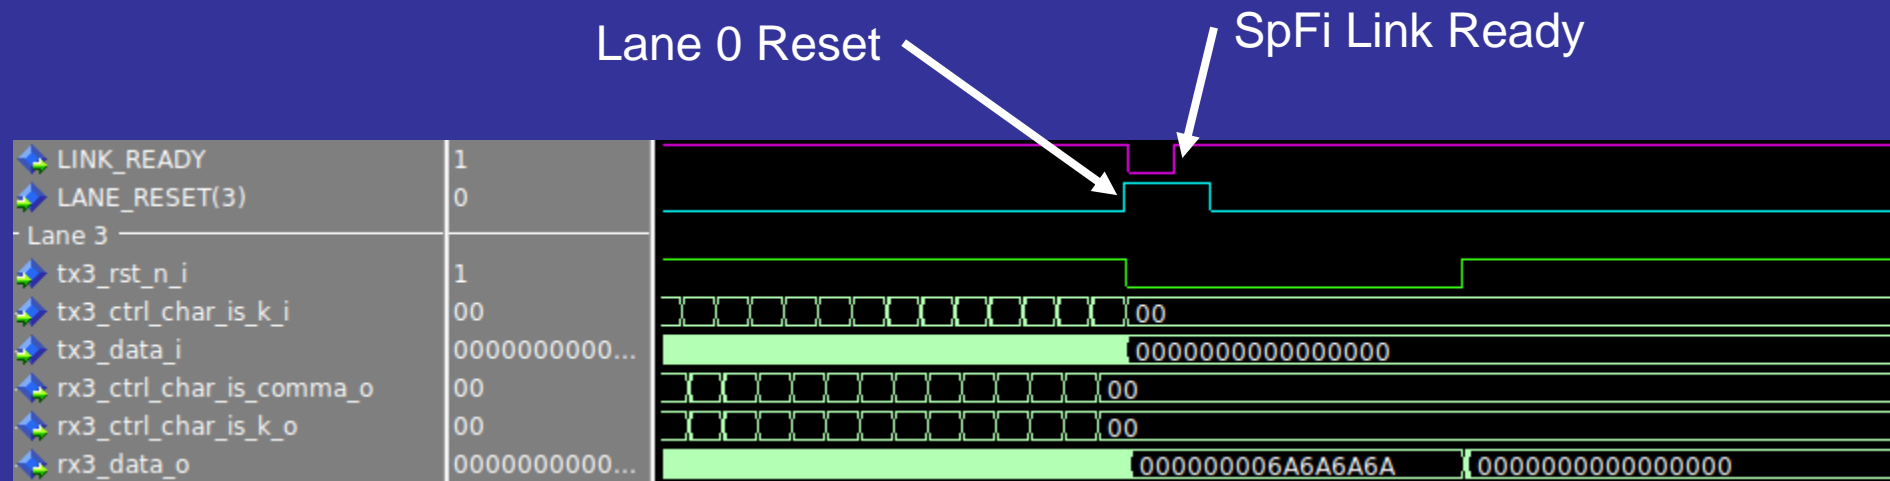 Lane 0 Reset
SpFi Link Ready
LINK_READY 1
LANE_RESET(3) 0
Lane 3
tx3_rst_n_i 1
tx3_ctrl_char_is_k_i 00 00
tx3_data_i 0000000000... 0000000000000000
rx3_ctrl_char_is_comma_o 00 00
rx3_ctrl_char_is_k_o 00 00
rx3_data_o 0000000000... 000000006A6A6A6A 0000000000000000